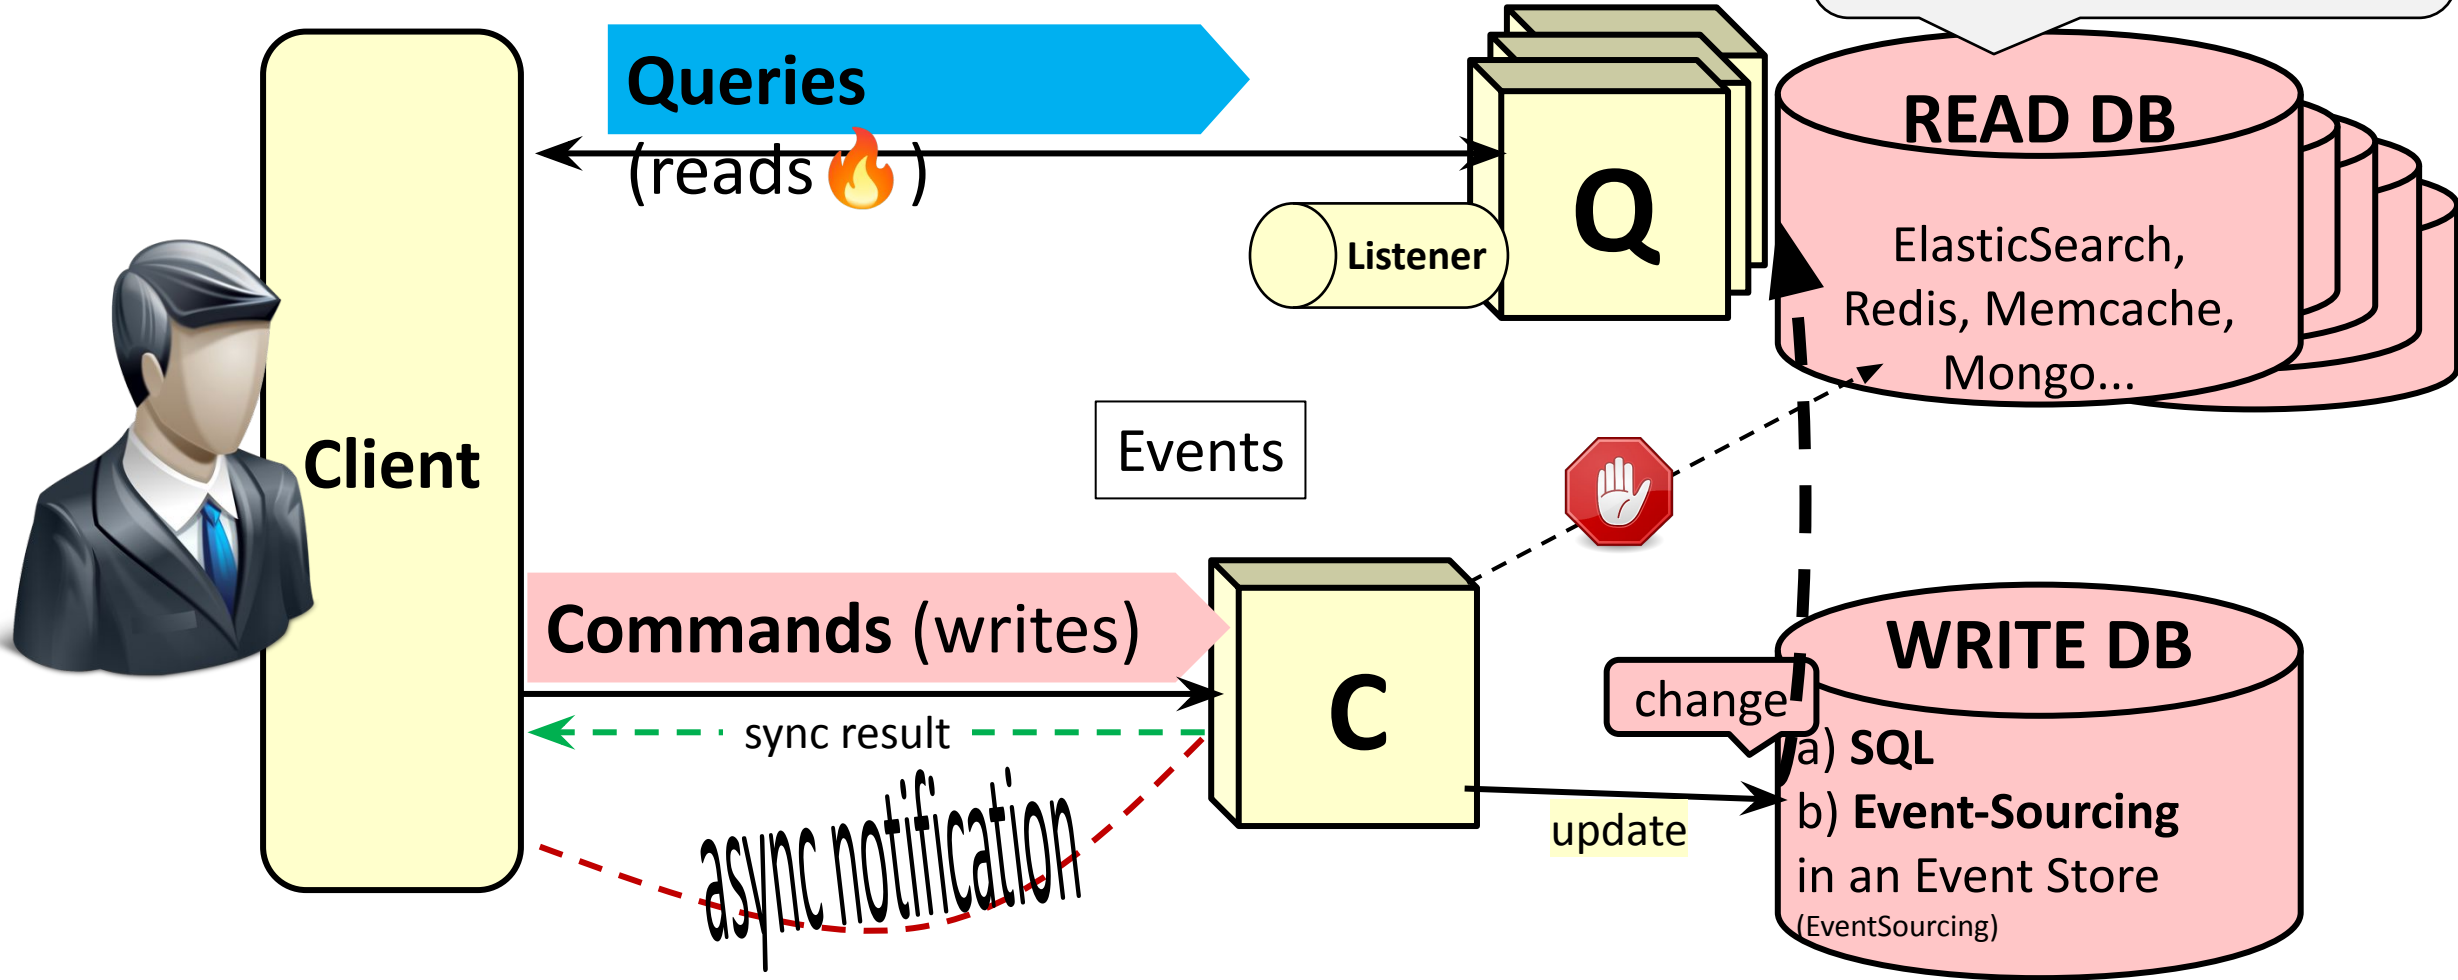 Queries
(reads🔥)
Q
Listener
READ DB
ElasticSearch,
Redis, Memcache,
Mongo...
Client
Events
Commands (writes)
C
sync result
async notification
change
update
WRITE DB
a) SQL
b) Event-Sourcing
in an Event Store
(EventSourcing)